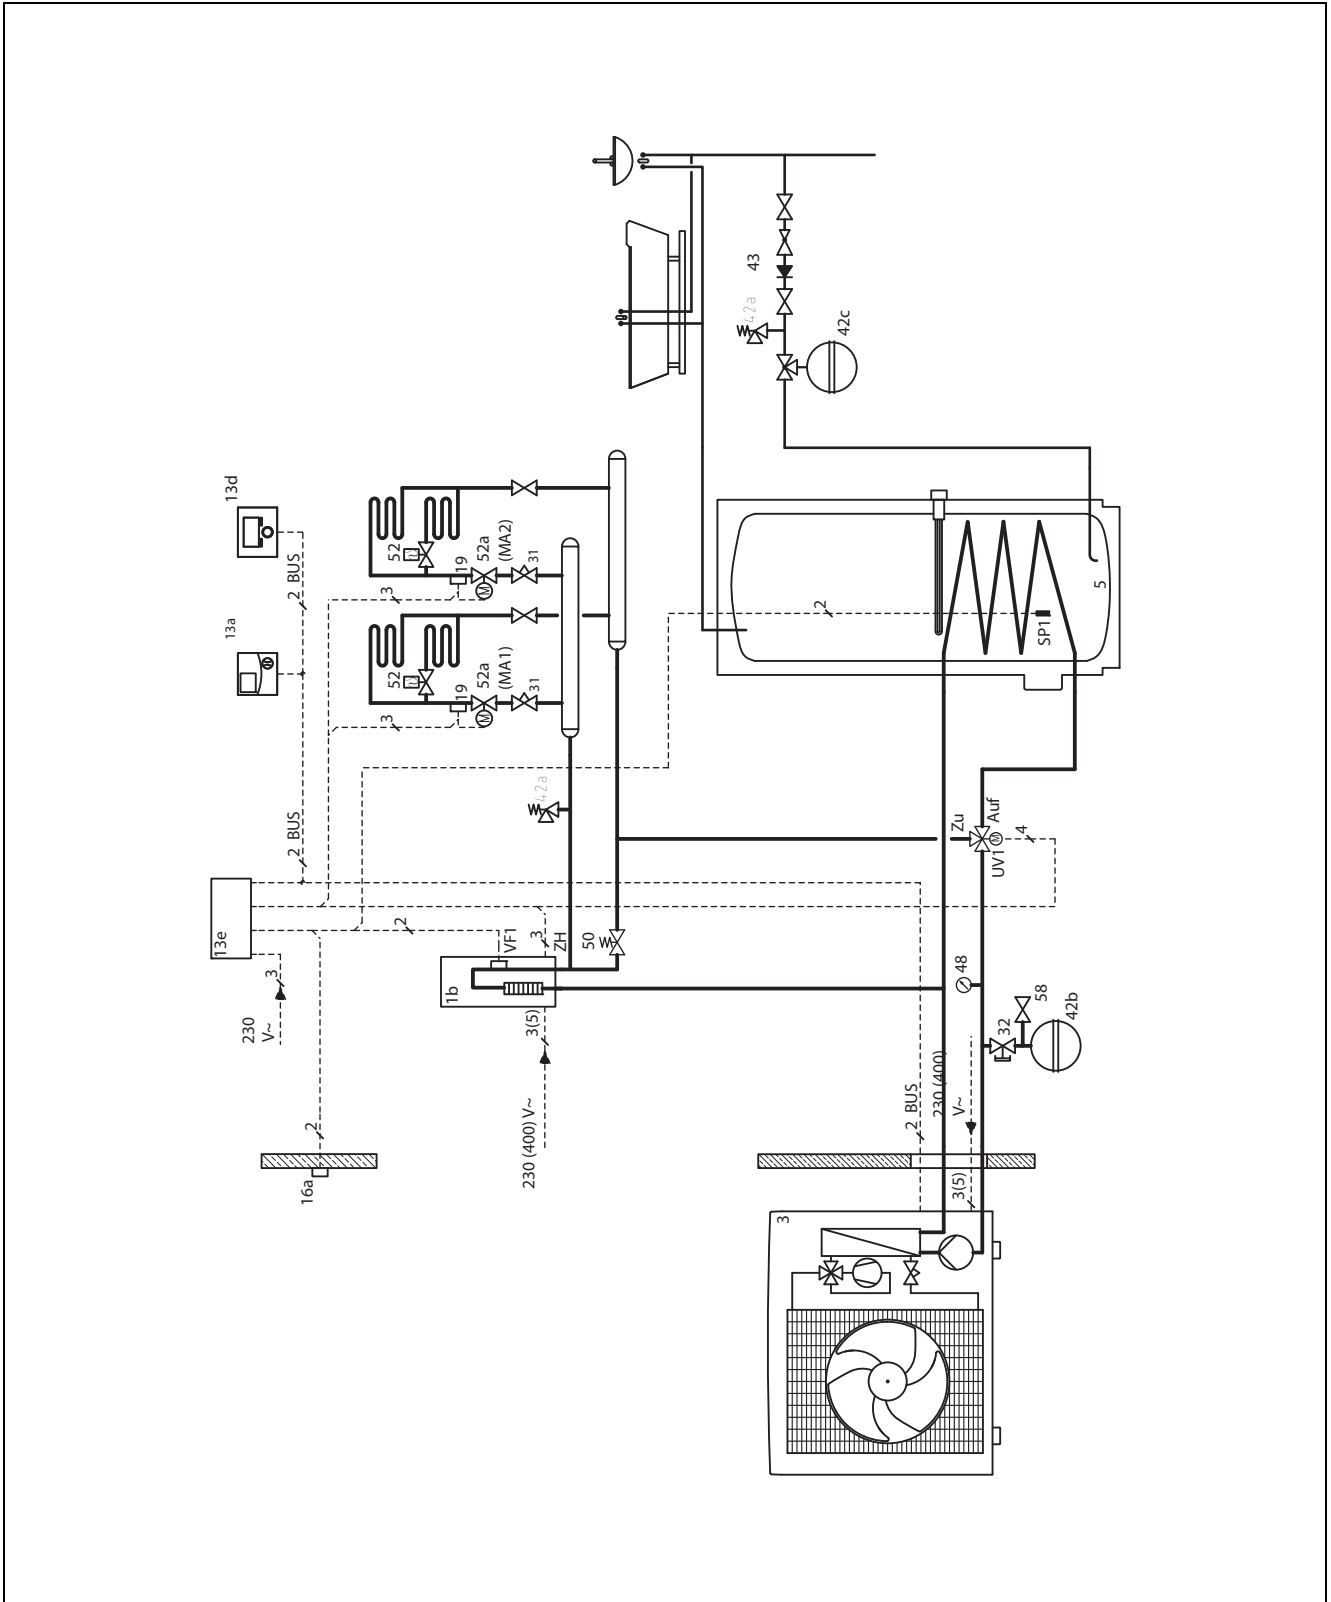 13d
2 BUS
13a
2 BUS
13e
3
230
V~
2
16a
52
19
52a
(MA2)
31
3
52
19
52a
(MA1)
31
3
42a
2
VF1
3
ZH
50
1b
3(5)
230 (400) V~
43
42a
42c
2
SP1
5
Zu
Auf
UV1
4
48
58
32
42b
2 BUS
230 (400)
V~
3(5)
3